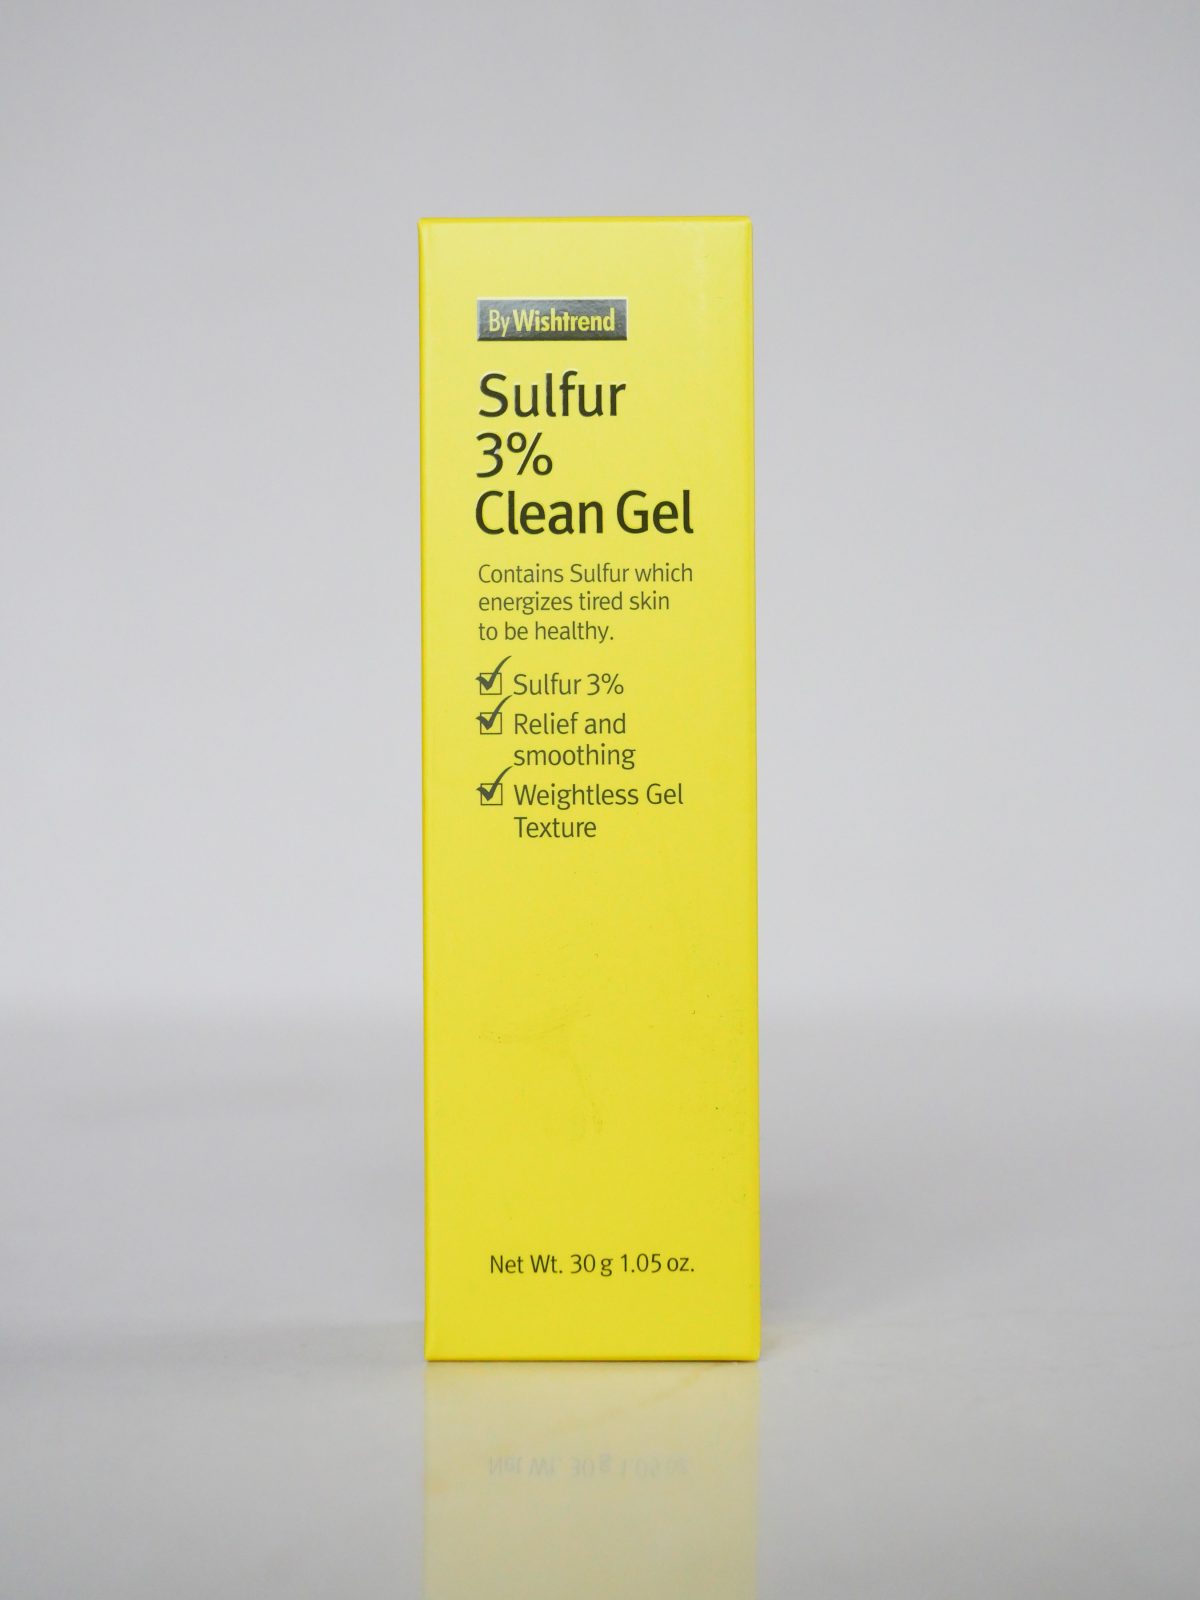 By Wishtrend
Sulfur
3%
Clean Gel
Contains Sulfur which
energizes tired skin
to be healthy.
Sulfur 3%
Relief and
smoothing
Weightless Gel
Texture
Net Wt. 30 g 1.05 oz.